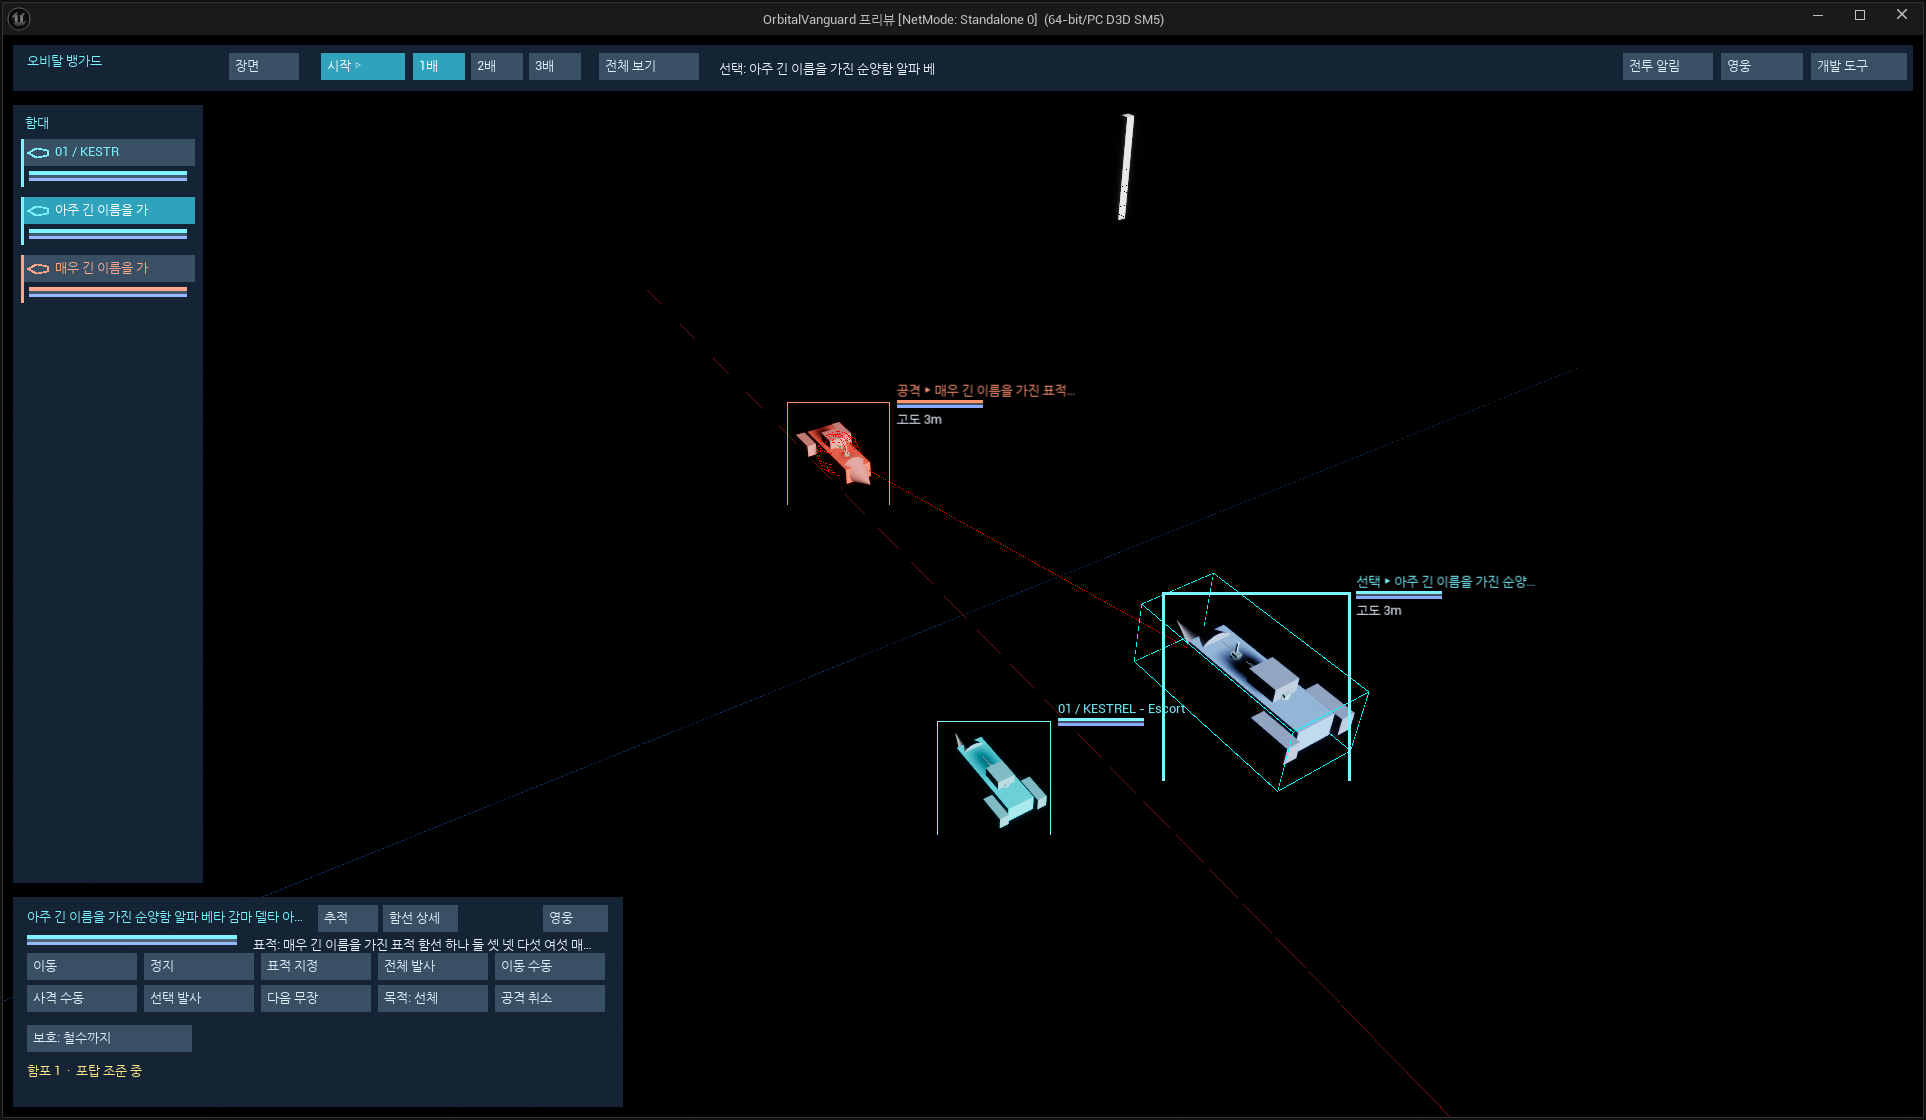 OrbitalVanguard 프리뷰 [NetMode: Standalone 0] (64-bit/PC D3D SM5)
오비탈 뱅가드
장면
시작 ▷
1배
2배
3배
전체 보기
선택: 아주 긴 이름을 가진 순양함 알파 베
전투 알림
영웅
개발 도구
함대
01 / KESTR
아주 긴 이름을 가
매우 긴 이름을 가
공격 ▸ 매우 긴 이름을 가진 표적...
고도 3m
선택 ▸ 아주 긴 이름을 가진 순양...
고도 3m
01 / KESTREL - Escort
아주 긴 이름을 가진 순양함 알파 베타 감마 델타 아...
추적
함선 상세
영웅
표적: 매우 긴 이름을 가진 표적 함선 하나 둘 셋 넷 다섯 여섯 매...
이동
정지
표적 지정
전체 발사
이동 수동
사격 수동
선택 발사
다음 무장
목적: 선체
공격 취소
보호: 철수까지
함포 1 · 포탑 조준 중